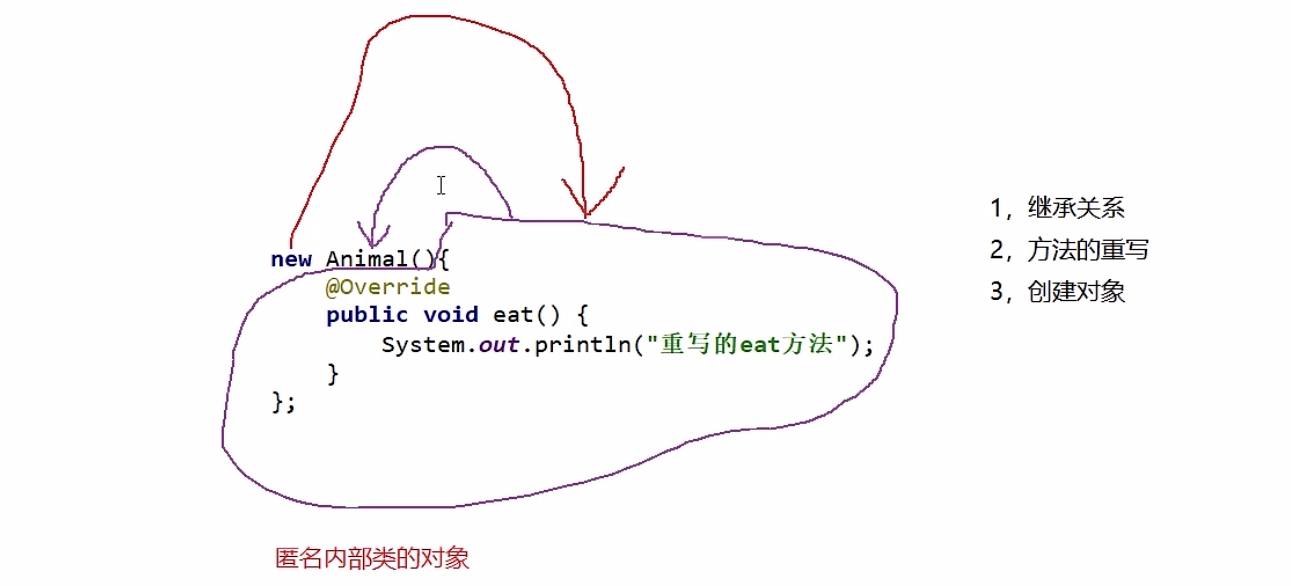 new Animal(){
@Override
public void eat() {
System.out.println("重写的eat方法");
}
};
1，继承关系
2，方法的重写
3，创建对象
匿名内部类的对象